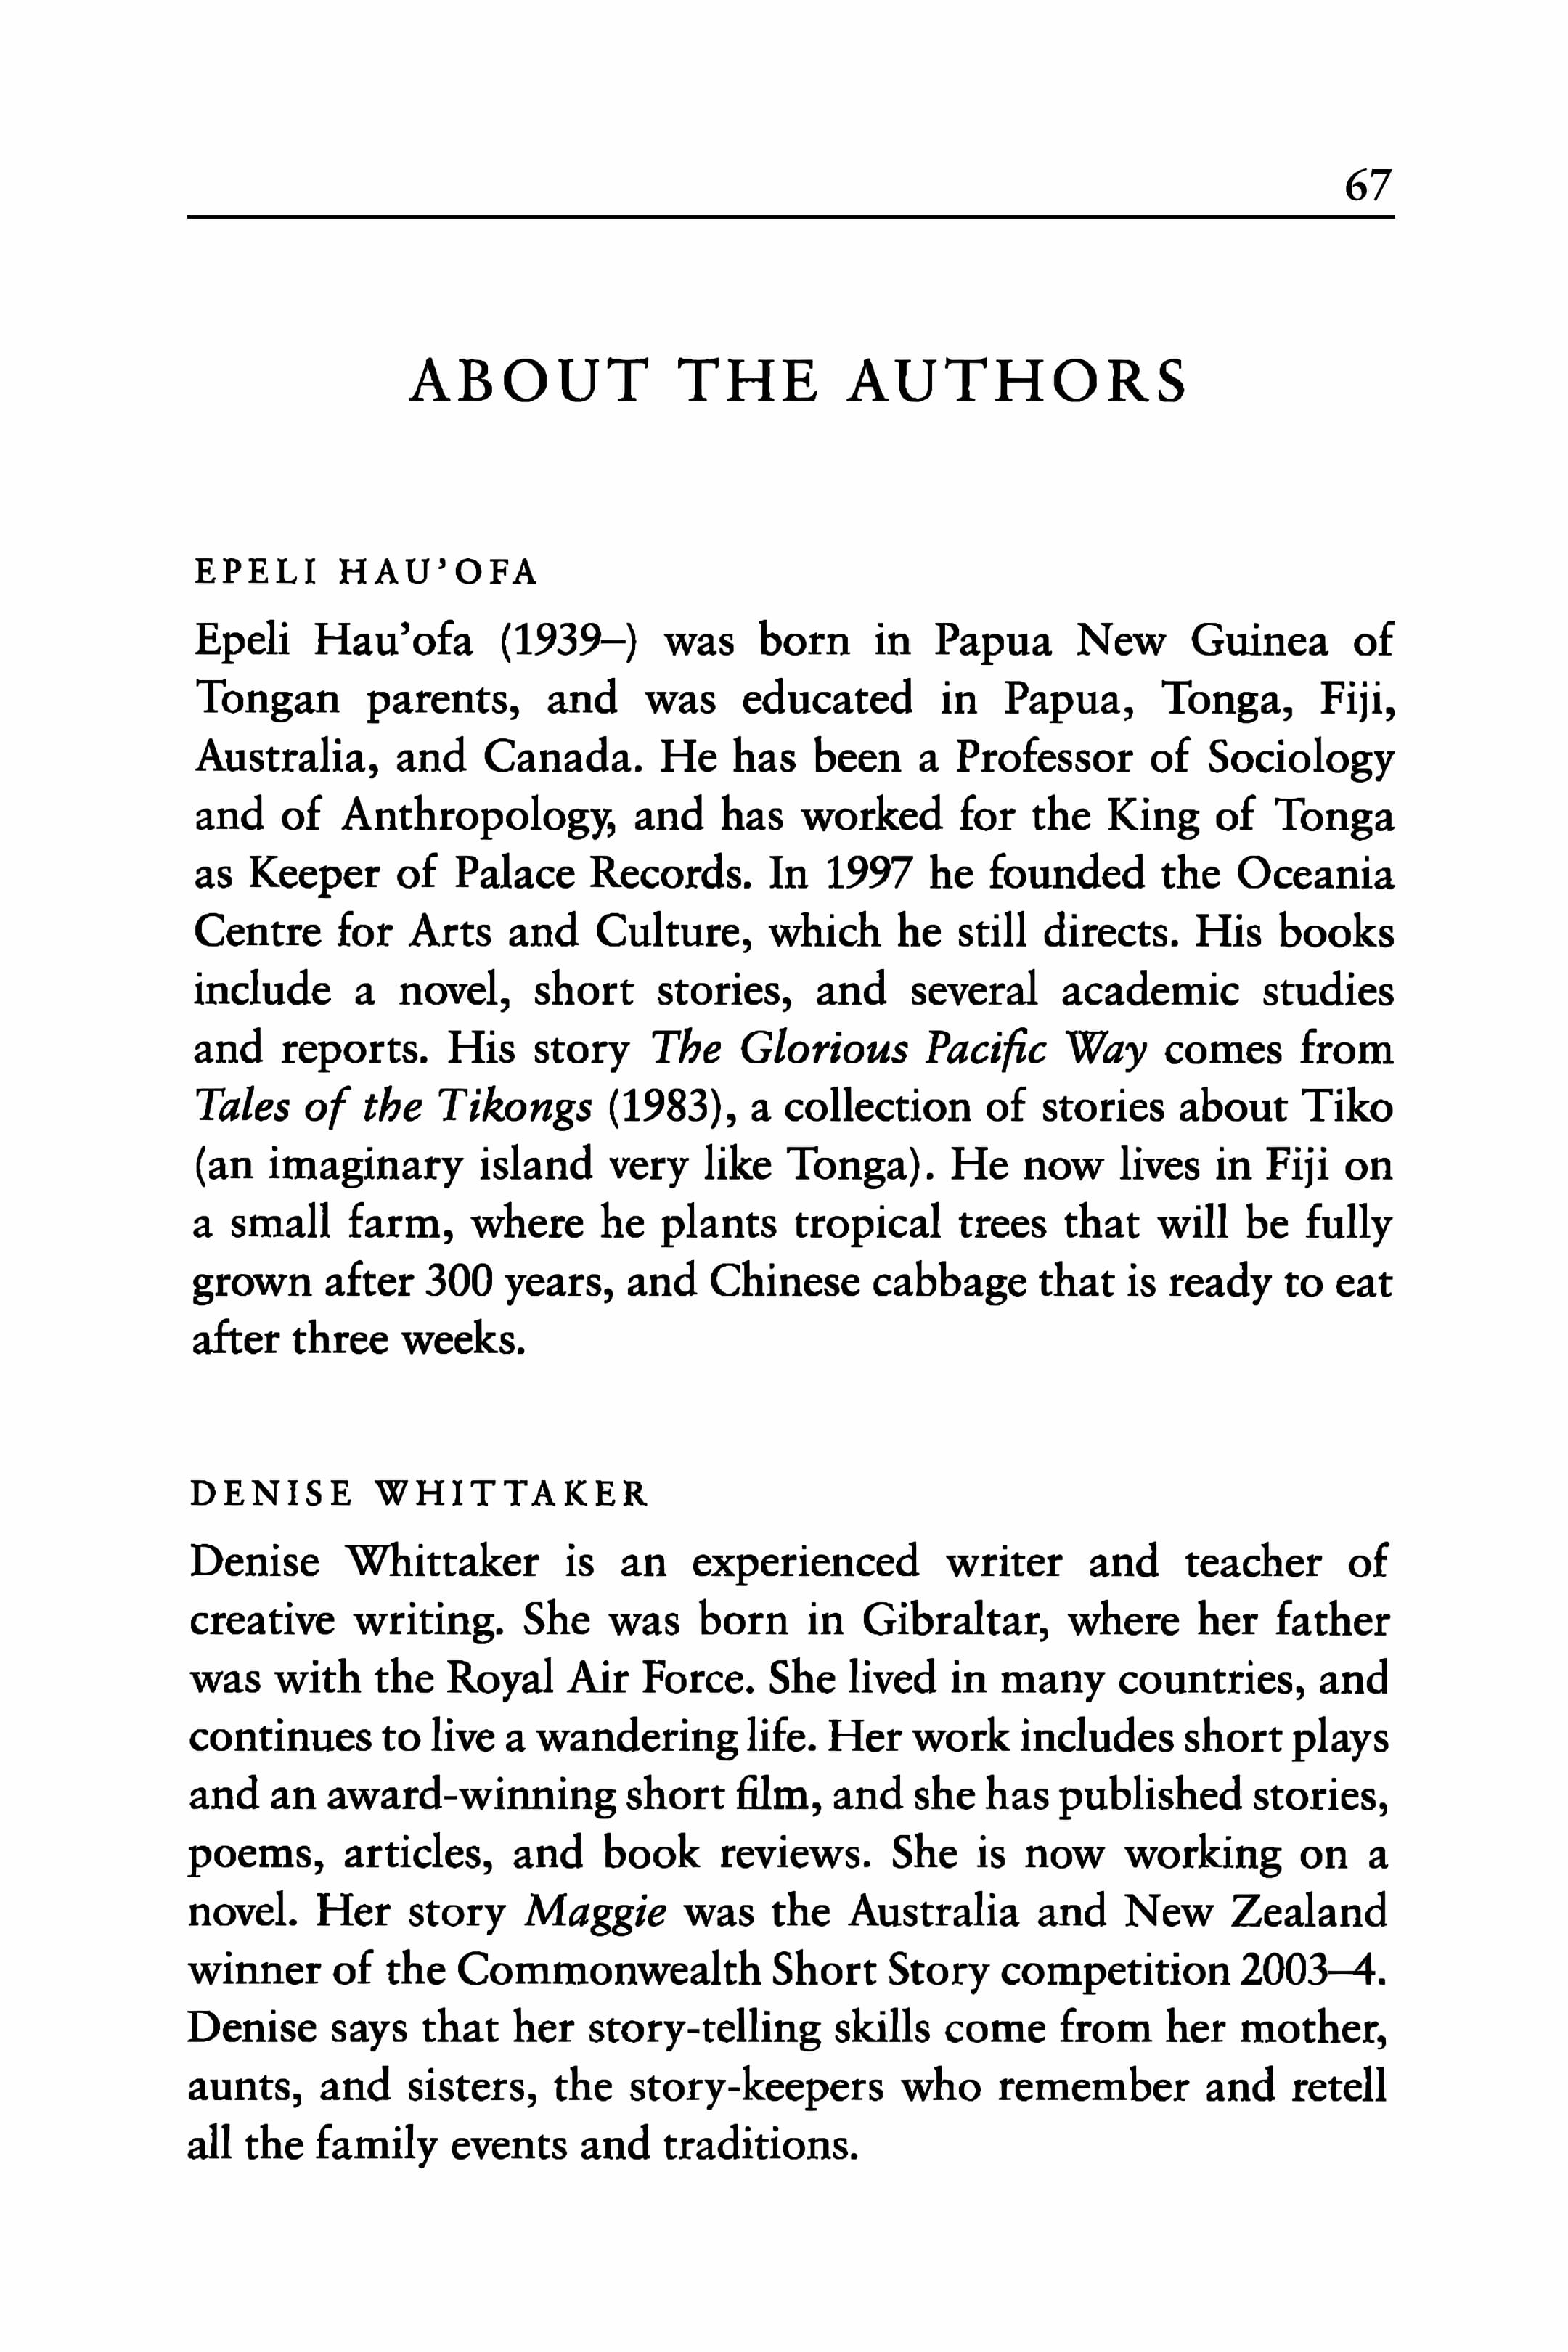 67
ABOUT THE AUTHORS
EPELI HAU’OFA
Epeli Hau’ofa (1939–) was born in Papua New Guinea of
Tongan parents, and was educated in Papua, Tonga, Fiji,
Australia, and Canada. He has been a Professor of Sociology
and of Anthropology, and has worked for the King of Tonga
as Keeper of Palace Records. In 1997 he founded the Oceania
Centre for Arts and Culture, which he still directs. His books
include a novel, short stories, and several academic studies
and reports. His story The Glorious Pacific Way comes from
Tales of the Tikongs (1983), a collection of stories about Tiko
(an imaginary island very like Tonga). He now lives in Fiji on
a small farm, where he plants tropical trees that will be fully
grown after 300 years, and Chinese cabbage that is ready to eat
after three weeks.
DENISE WHITTAKER
Denise Whittaker is an experienced writer and teacher of
creative writing. She was born in Gibraltar, where her father
was with the Royal Air Force. She lived in many countries, and
continues to live a wandering life. Her work includes short plays
and an award-winning short film, and she has published stories,
poems, articles, and book reviews. She is now working on a
novel. Her story Maggie was the Australia and New Zealand
winner of the Commonwealth Short Story competition 2003–4.
Denise says that her story-telling skills come from her mother,
aunts, and sisters, the story-keepers who remember and retell
all the family events and traditions.